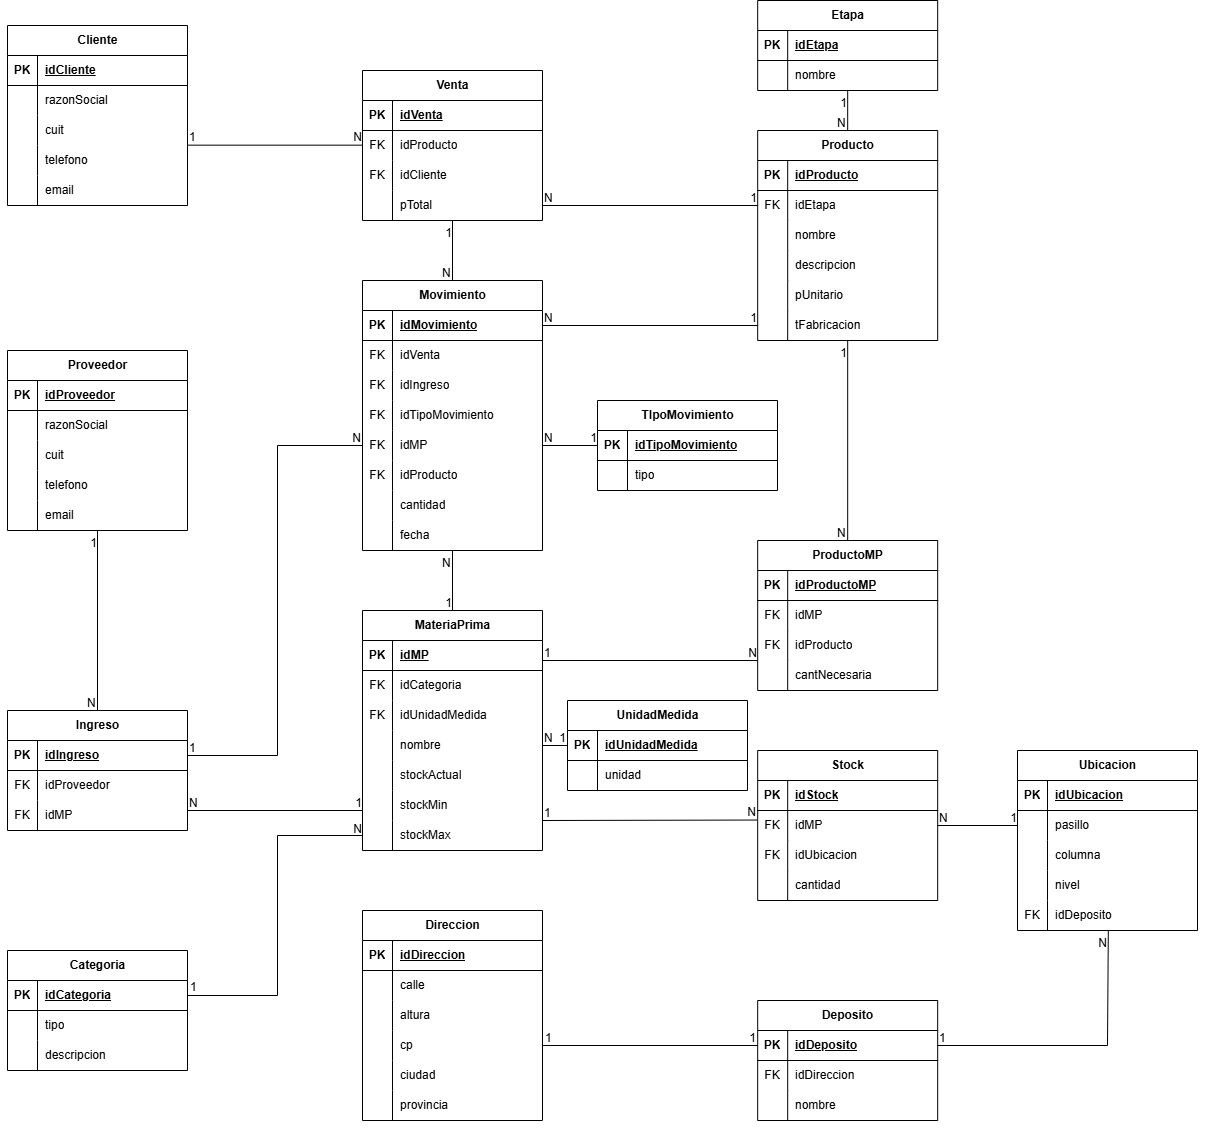 Etapa
PK idEtapa
nombre
Cliente
PK idCliente
razonSocial
cuit
telefono
email
1
N
Venta
PK idVenta
FK idProducto
FK idCliente
pTotal
1
N
Producto
PK idProducto
FK idEtapa
nombre
descripcion
pUnitario
tFabricacion
N
1
1
N
Movimiento
PK idMovimiento
FK idVenta
FK idIngreso
FK idTipoMovimiento
FK idMP
FK idProducto
cantidad
fecha
N
1
N
1
TIpoMovimiento
PK idTipoMovimiento
tipo
Proveedor
PK idProveedor
razonSocial
cuit
telefono
email
1
N
1
N
N
1
Ingreso
PK idIngreso
FK idProveedor
FK idMP
1
N
N
1
MateriaPrima
PK idMP
FK idCategoria
FK idUnidadMedida
nombre
stockActual
stockMin
stockMax
1
N
ProductoMP
PK idProductoMP
FK idMP
FK idProducto
cantNecesaria
N
1
UnidadMedida
PK idUnidadMedida
unidad
1
N
Stock
PK idStock
FK idMP
FK idUbicacion
cantidad
N
1
Ubicacion
PK idUbicacion
pasillo
columna
nivel
FK idDeposito
N
1
N
Categoria
PK idCategoria
tipo
descripcion
1
Direccion
PK idDireccion
calle
altura
cp
ciudad
provincia
1
1
Deposito
PK idDeposito
FK idDireccion
nombre